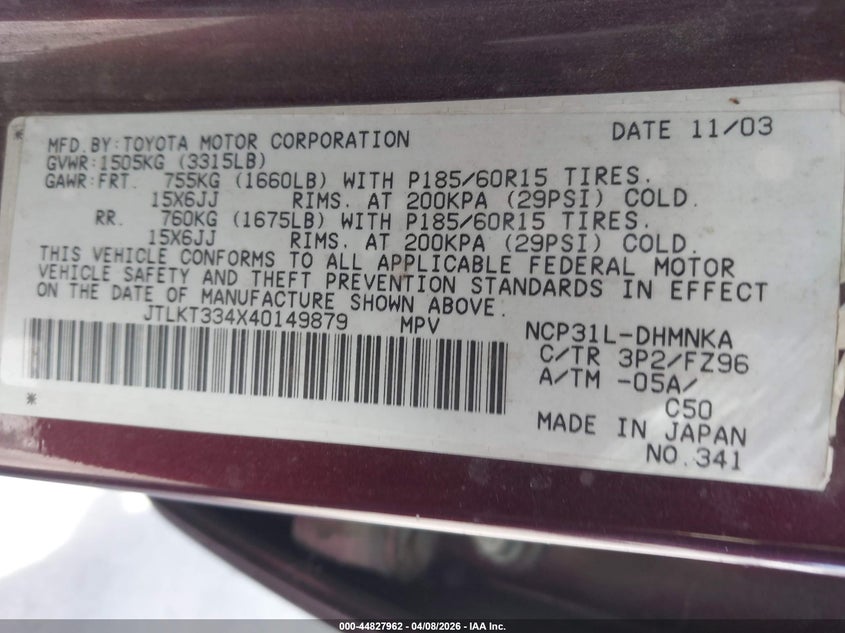 MFD. BY: TOYOTA MOTOR CORPORATION DATE 11/03
GVWR: 1505KG (3315LB)
GAWR: FRT. 755KG (1660LB) WITH P185/60R15 TIRES.
15X6JJ RIMS. AT 200KPA (29PSI) COLD.
RR. 760KG (1675LB) WITH P185/60R15 TIRES.
15X6JJ RIMS. AT 200KPA (29PSI) COLD.
THIS VEHICLE CONFORMS TO ALL APPLICABLE FEDERAL MOTOR
VEHICLE SAFETY AND THEFT PREVENTION STANDARDS IN EFFECT
ON THE DATE OF MANUFACTURE SHOWN ABOVE.
JTLKT334X40149879 MPV NCP31L-DHMNKA
C/TR 3P2/FZ96
A/TM -05A/
C50
* *
MADE IN JAPAN
NO.341
000-44827962 - 04/08/2026 - IAA Inc.